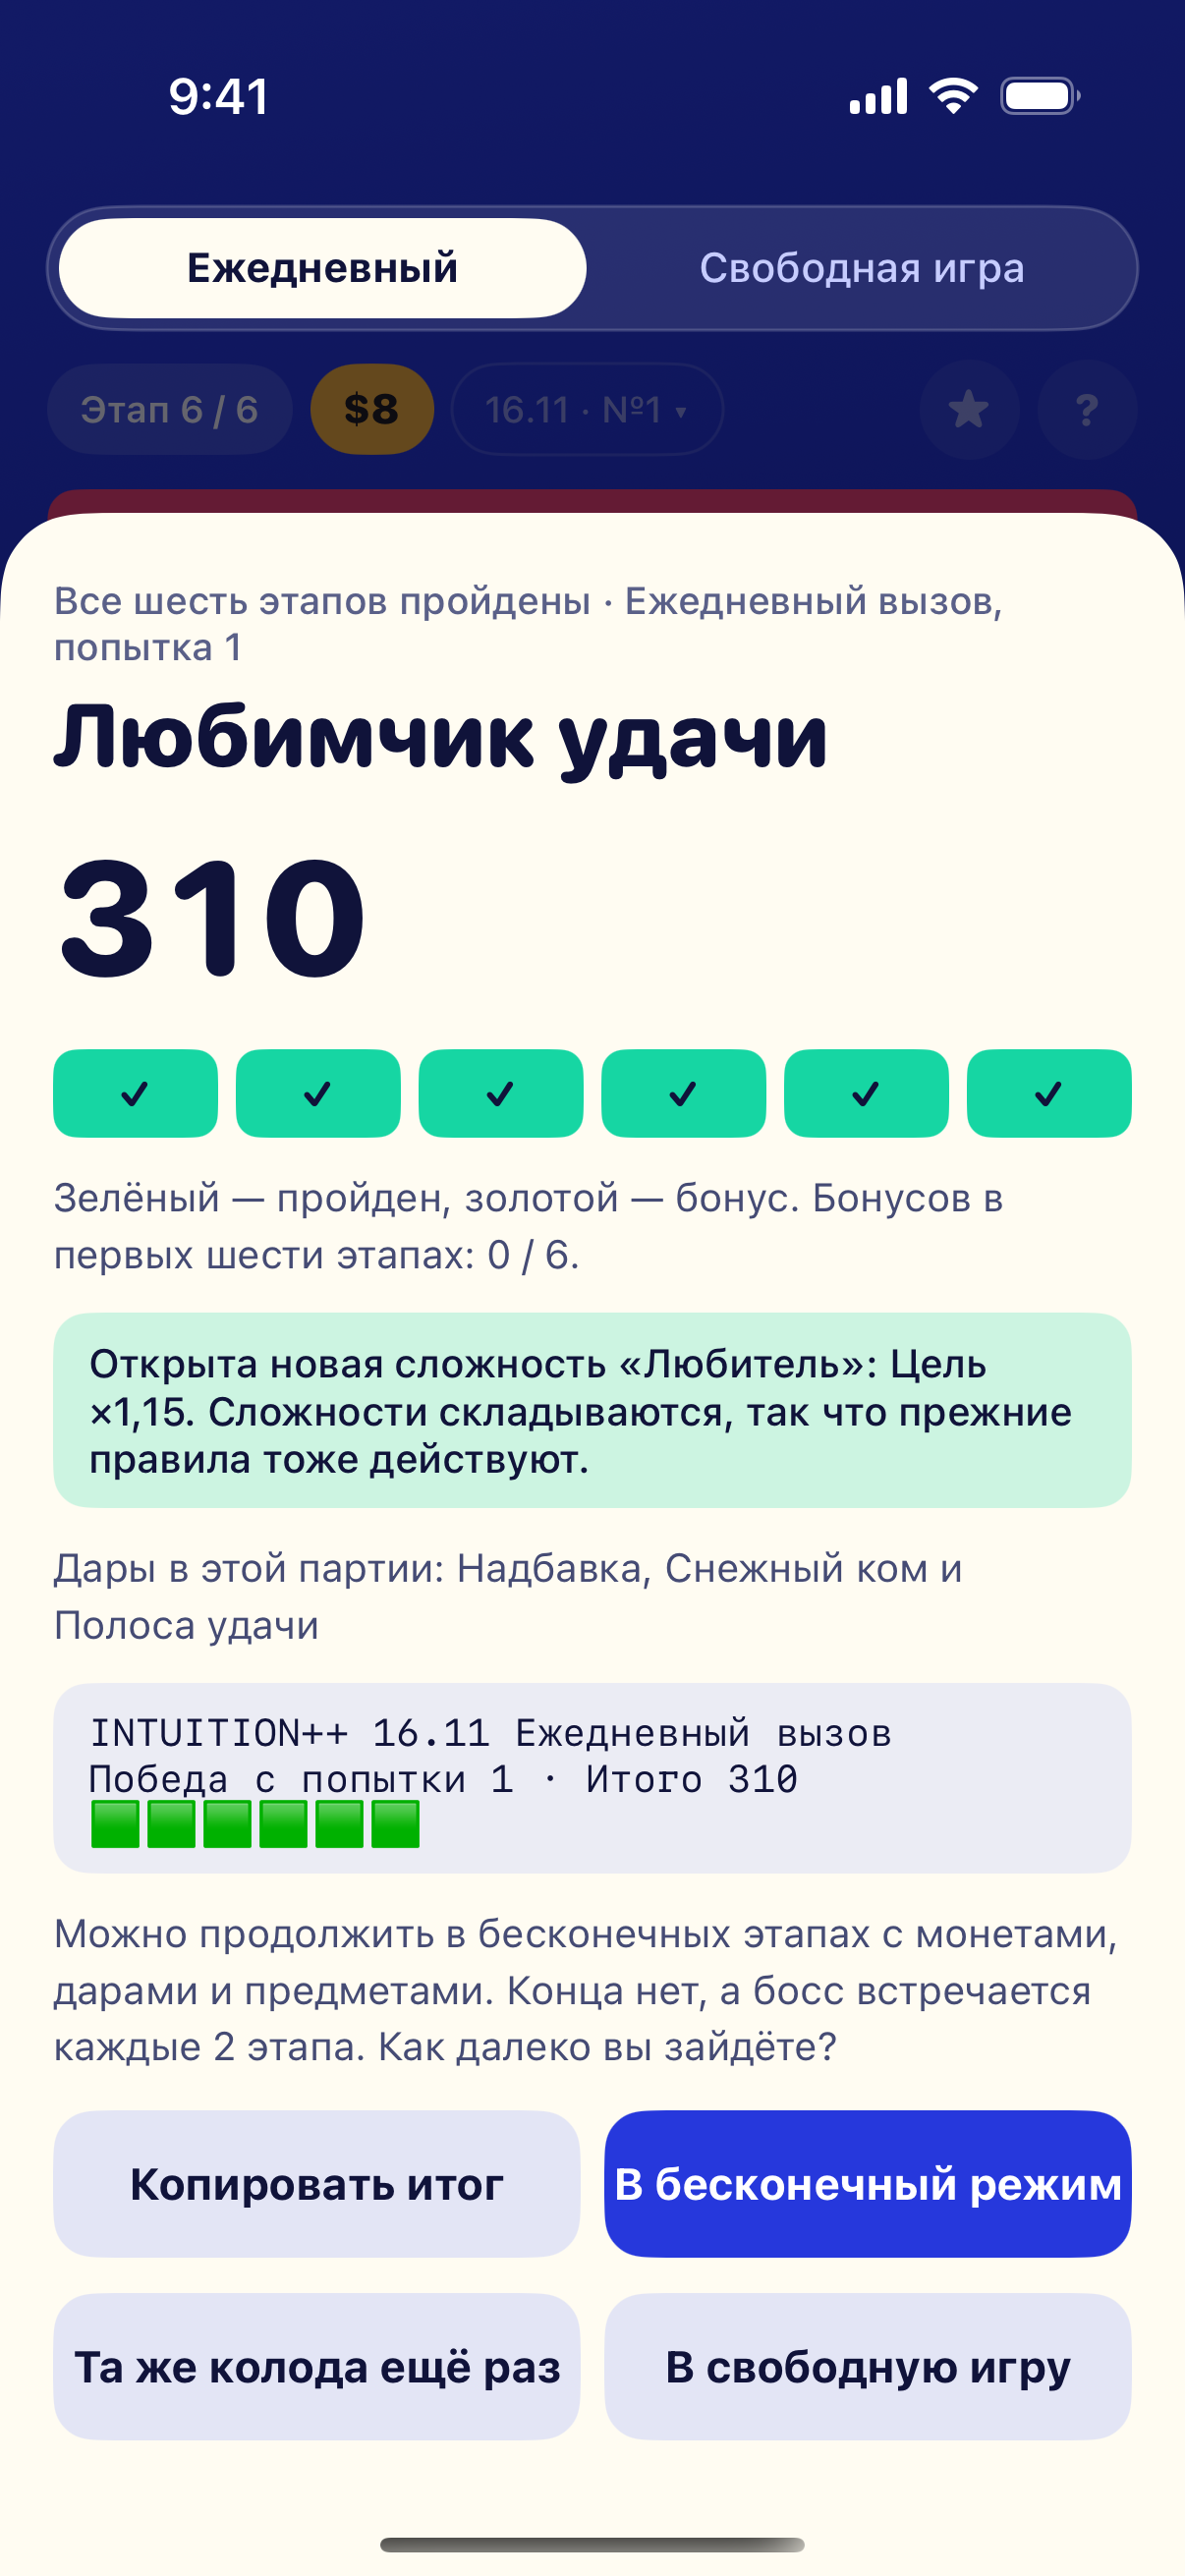 9:41
Ежедневный
Свободная игра
Этап 6 / 6
$8
16.11 · №1 ▾
?
Все шесть этапов пройдены · Ежедневный вызов,
попытка 1
Любимчик удачи
310
Зелёный — пройден, золотой — бонус. Бонусов в
первых шести этапах: 0 / 6.
Открыта новая сложность «Любитель»: Цель
×1,15. Сложности складываются, так что прежние
правила тоже действуют.
Дары в этой партии: Надбавка, Снежный ком и
Полоса удачи
INTUITION++ 16.11 Ежедневный вызов
Победа с попытки 1 · Итого 310
Можно продолжить в бесконечных этапах с монетами,
дарами и предметами. Конца нет, а босс встречается
каждые 2 этапа. Как далеко вы зайдёте?
Копировать итог
В бесконечный режим
Та же колода ещё раз
В свободную игру